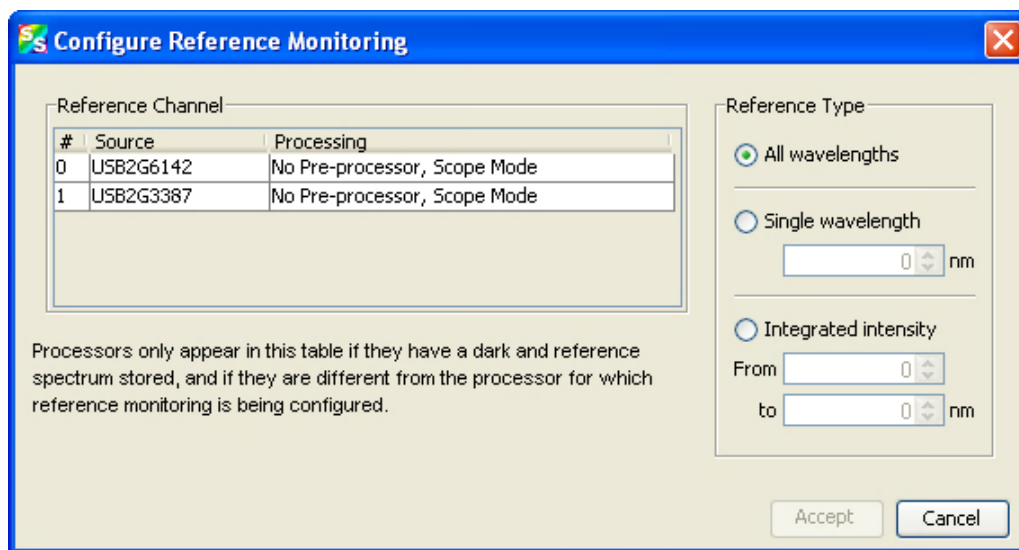 SS Configure Reference Monitoring
Reference Channel
# Source Processing
0 USB2G6142 No Pre-processor, Scope Mode
1 USB2G3387 No Pre-processor, Scope Mode
Processors only appear in this table if they have a dark and reference
spectrum stored, and if they are different from the processor for which
reference monitoring is being configured.
Reference Type
All wavelengths
Single wavelength
0 nm
Integrated intensity
From 0
to 0 nm
Accept Cancel